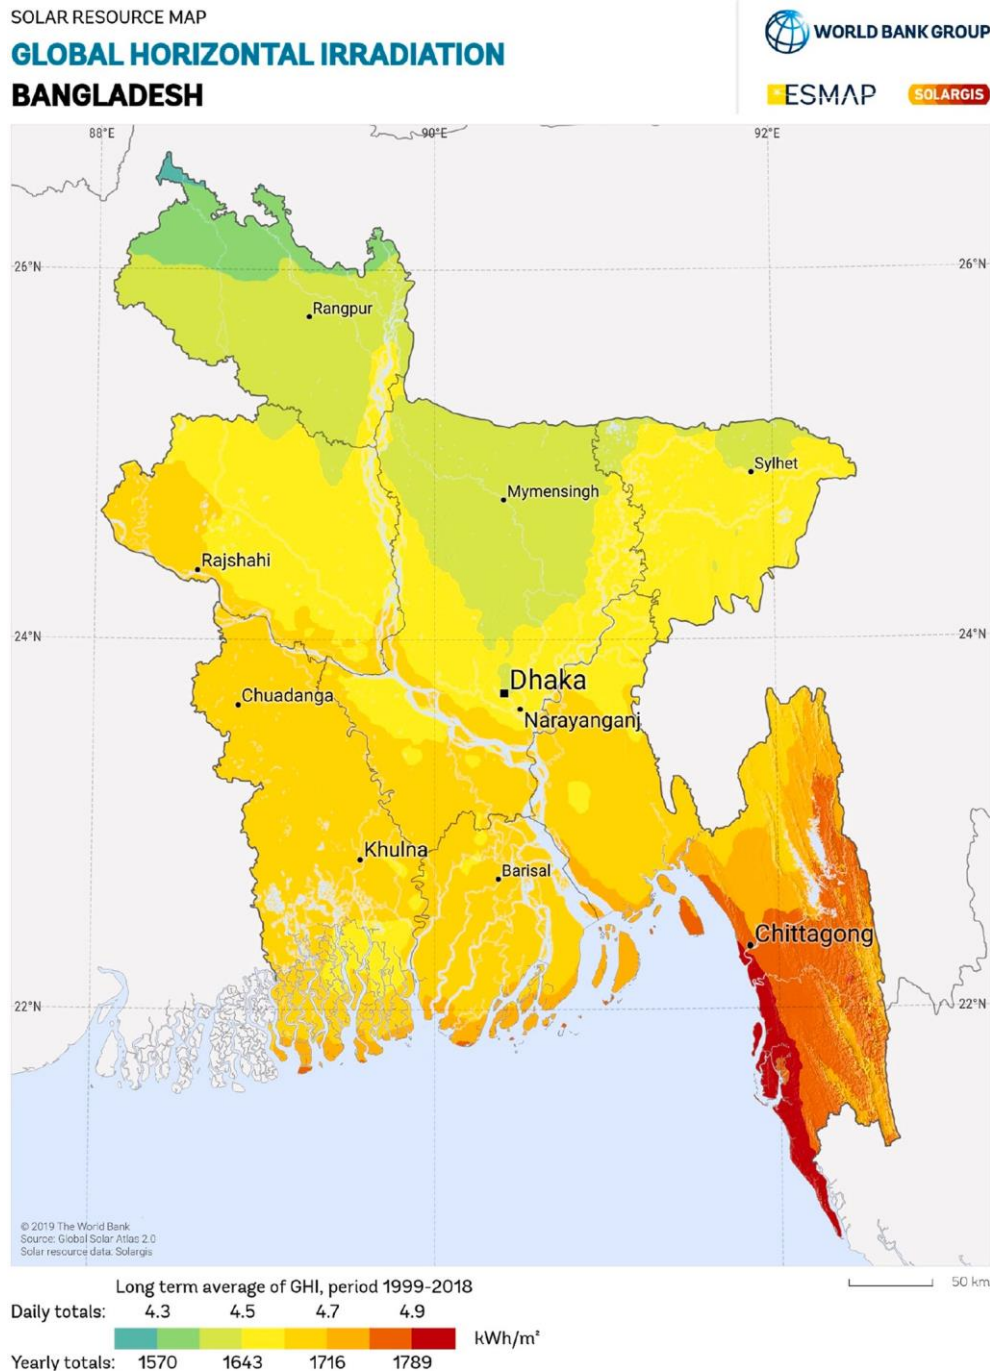 SOLAR RESOURCE MAP
GLOBAL HORIZONTAL IRRADIATION
BANGLADESH
WORLD BANK GROUP
ESMAP
SOLARGIS
88°E
90°E
92°E
26°N
26°N
Rangpur
Sylhet
Mymensingh
Rajshahi
24°N
24°N
Dhaka
Chuadanga
Narayanganj
Khulna
Barisal
Chittagong
22°N
22°N
© 2019 The World Bank
Source: Global Solar Atlas 2.0
Solar resource data: Solargis
50 km
Long term average of GHI, period 1999-2018
Daily totals: 4.3 4.5 4.7 4.9
kWh/m²
Yearly totals: 1570 1643 1716 1789